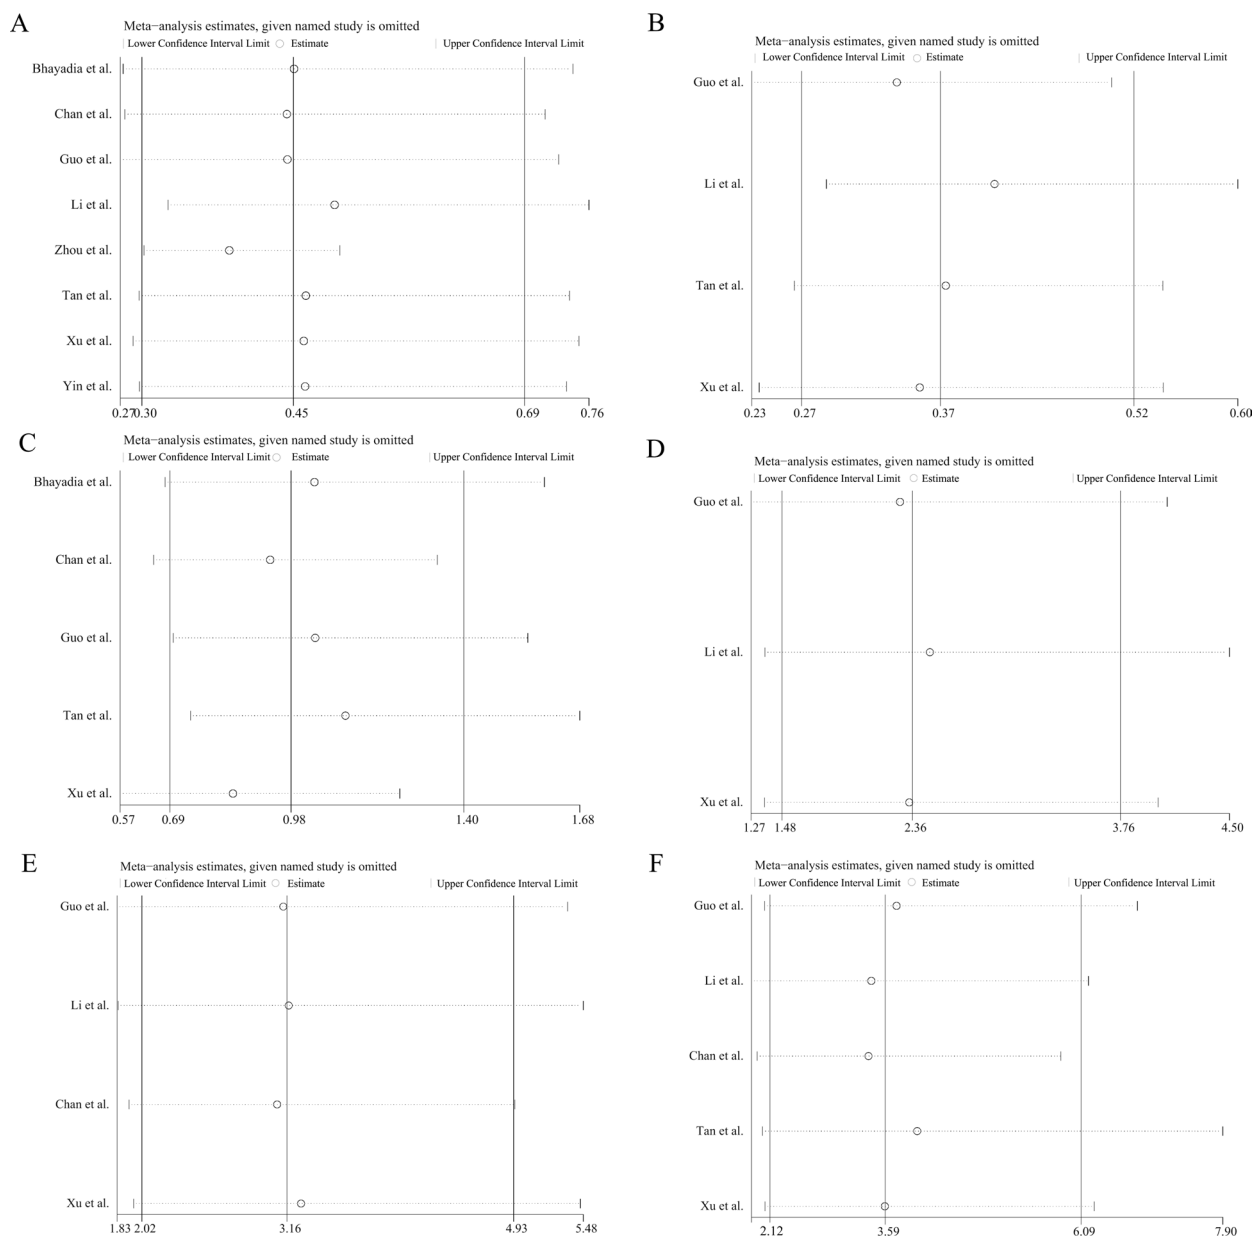 A
Meta−analysis estimates, given named study is omitted
Lower Confidence Interval Limit Estimate Upper Confidence Interval Limit
Bhayadia et al.
Chan et al.
Guo et al.
Li et al.
Zhou et al.
Tan et al.
Xu et al.
Yin et al.
0.27 0.30 0.45 0.69 0.76
B
Meta−analysis estimates, given named study is omitted
Lower Confidence Interval Limit Estimate Upper Confidence Interval Limit
Guo et al.
Li et al.
Tan et al.
Xu et al.
0.23 0.27 0.37 0.52 0.60
C
Meta−analysis estimates, given named study is omitted
Lower Confidence Interval Limit Estimate Upper Confidence Interval Limit
Bhayadia et al.
Chan et al.
Guo et al.
Tan et al.
Xu et al.
0.57 0.69 0.98 1.40 1.68
D
Meta−analysis estimates, given named study is omitted
Lower Confidence Interval Limit Estimate Upper Confidence Interval Limit
Guo et al.
Li et al.
Xu et al.
1.27 1.48 2.36 3.76 4.50
E
Meta−analysis estimates, given named study is omitted
Lower Confidence Interval Limit Estimate Upper Confidence Interval Limit
Guo et al.
Li et al.
Chan et al.
Xu et al.
1.83 2.02 3.16 4.93 5.48
F
Meta−analysis estimates, given named study is omitted
Lower Confidence Interval Limit Estimate Upper Confidence Interval Limit
Guo et al.
Li et al.
Chan et al.
Tan et al.
Xu et al.
2.12 3.59 6.09 7.90